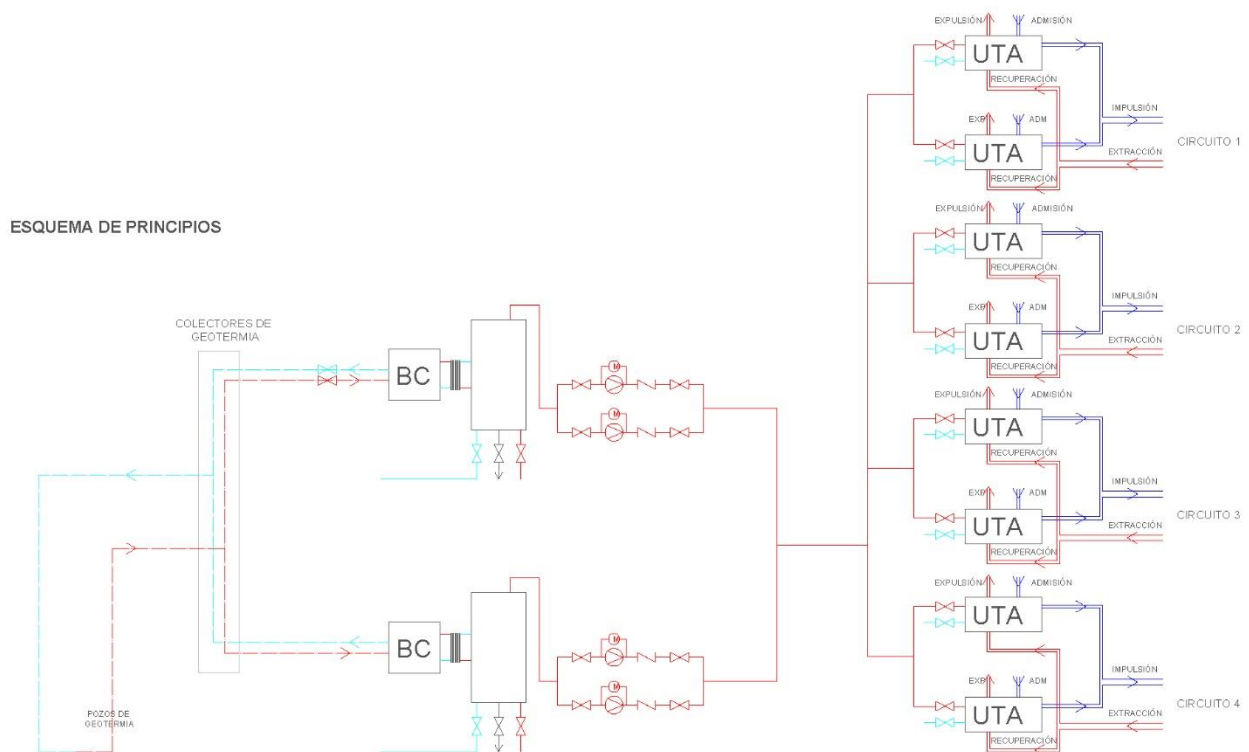 EXPULSIÓN ADMISIÓN
UTA
RECUPERACIÓN
IMPULSIÓN
EXP ADM
UTA
EXTRACCIÓN
CIRCUITO 1
RECUPERACIÓN
EXPULSIÓN ADMISIÓN
ESQUEMA DE PRINCIPIOS
UTA
RECUPERACIÓN
IMPULSIÓN
EXP ADM
UTA
CIRCUITO 2
EXTRACCIÓN
RECUPERACIÓN
COLECTORES DE
GEOTERMIA
BC
M
M
EXPULSIÓN ADMISIÓN
UTA
RECUPERACIÓN
IMPULSIÓN
EXP ADM
UTA
CIRCUITO 3
EXTRACCIÓN
RECUPERACIÓN
EXPULSIÓN ADMISIÓN
UTA
RECUPERACIÓN
BC
M
M
IMPULSIÓN
EXP ADM
UTA
CIRCUITO 4
EXTRACCIÓN
RECUPERACIÓN
POZOS DE
GEOTERMIA